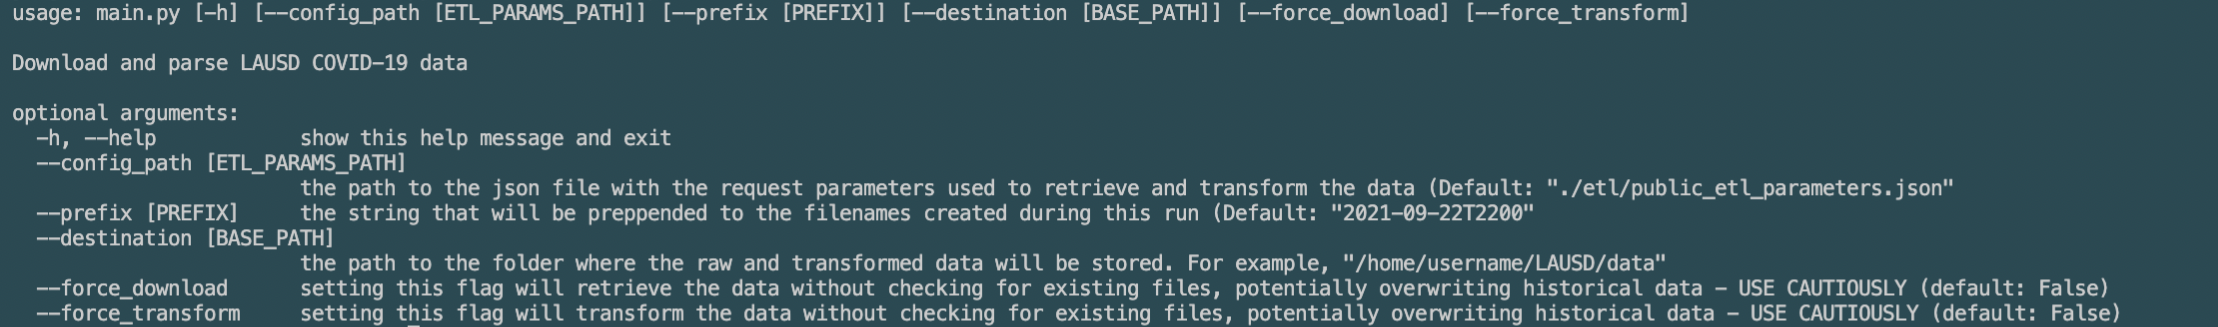 usage: main.py [-h] [--config_path [ETL_PARAMS_PATH]] [--prefix [PREFIX]] [--destination [BASE_PATH]] [--force_download] [--force_transform]
Download and parse LAUSD COVID-19 data
optional arguments:
-h, --help show this help message and exit
--config_path [ETL_PARAMS_PATH]
the path to the json file with the request parameters used to retrieve and transform the data (Default: "./etl/public_etl_parameters.json"
--prefix [PREFIX] the string that will be preppended to the filenames created during this run (Default: "2021-09-22T2200"
--destination [BASE_PATH]
the path to the folder where the raw and transformed data will be stored. For example, "/home/username/LAUSD/data"
--force_download setting this flag will retrieve the data without checking for existing files, potentially overwriting historical data - USE CAUTIOUSLY (default: False)
--force_transform setting this flag will transform the data without checking for existing files, potentially overwriting historical data - USE CAUTIOUSLY (default: False)